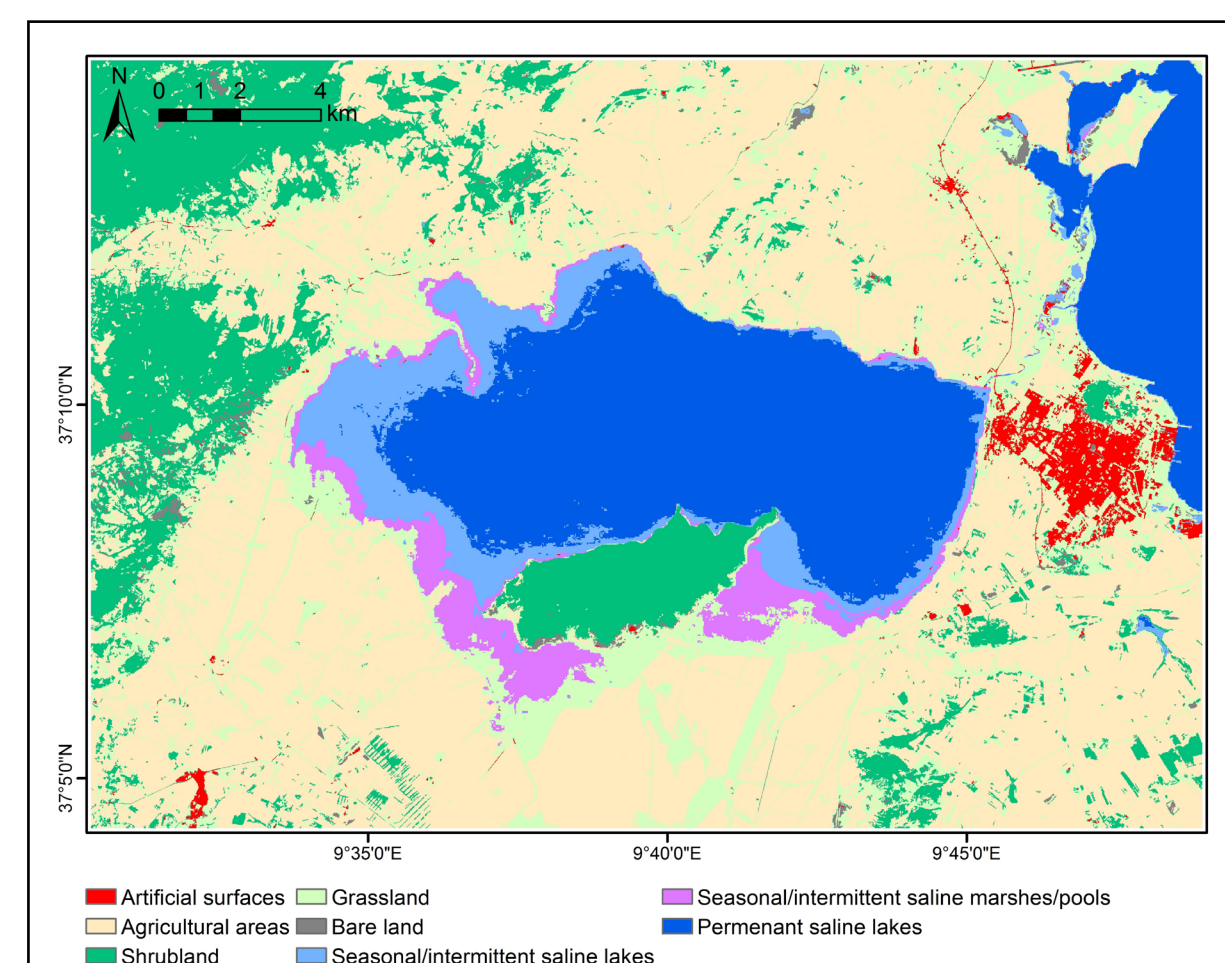 N
0 1 2 4
km
37°10'0"N
37°5'0"N
9°35'0"E 9°40'0"E 9°45'0"E
Artificial surfaces Grassland Seasonal/intermittent saline marshes/pools
Agricultural areas Bare land Permenant saline lakes
Shrubland Seasonal/intermittent saline lakes